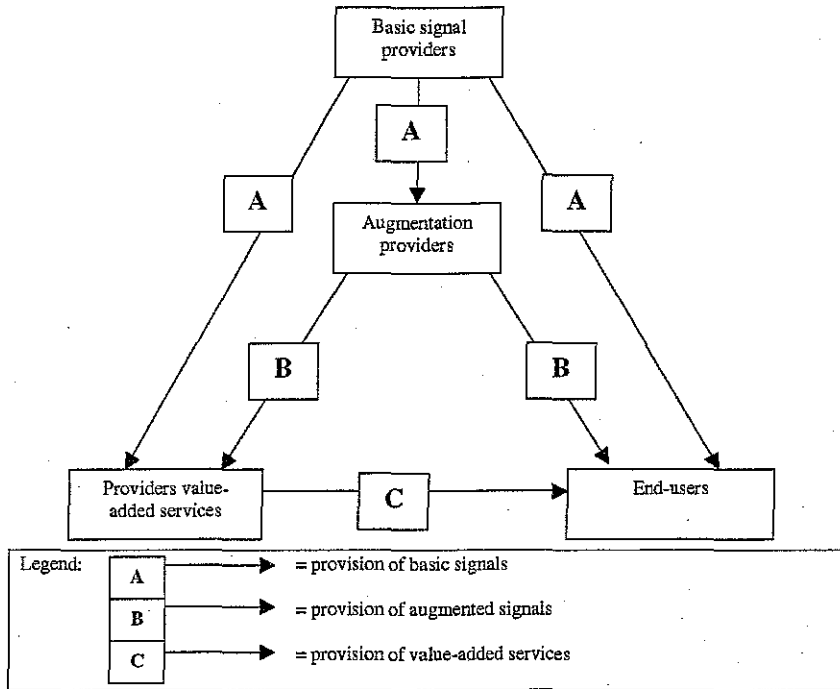 Basic signal
providers
A
A
A
Augmentation
providers
B
B
Providers value-
added services
C
End-users
Legend:
A
= provision of basic signals
B
= provision of augmented signals
C
= provision of value-added services